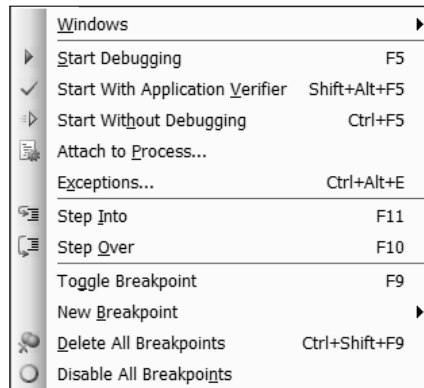 Windows
Start Debugging F5
Start With Application Verifier Shift+Alt+F5
Start Without Debugging Ctrl+F5
Attach to Process...
Exceptions... Ctrl+Alt+E
Step Into F11
Step Over F10
Toggle Breakpoint F9
New Breakpoint
Delete All Breakpoints Ctrl+Shift+F9
Disable All Breakpoints